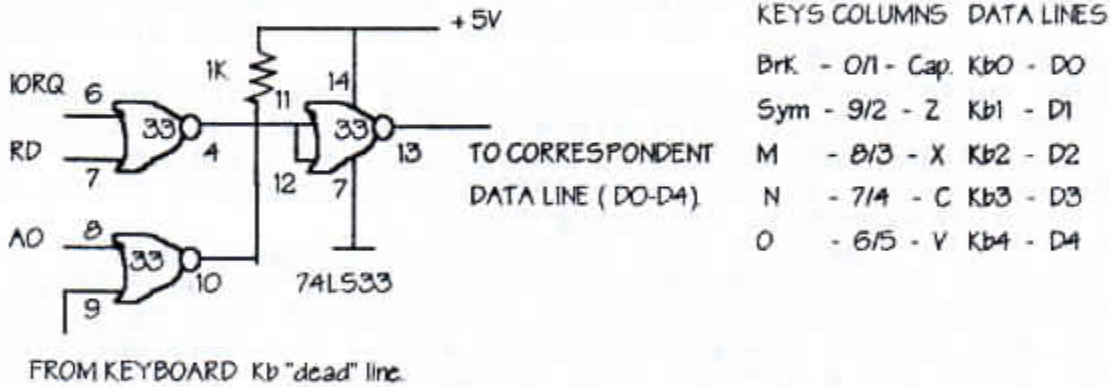 +5V
1K
11
14
IORQ 6
33
4
RD
7
33
13
12
7
TO CORRESPONDENT
DATA LINE ( D0-D4)
A0
8
33
10
9
74LS33
FROM KEYBOARD Kb "dead" line.
KEYS COLUMNS DATA LINES
Brk - 0/1 - Cap. Kb0 - D0
Sym - 9/2 - Z Kb1 - D1
M - 8/3 - X Kb2 - D2
N - 7/4 - C Kb3 - D3
O - 6/5 - V Kb4 - D4